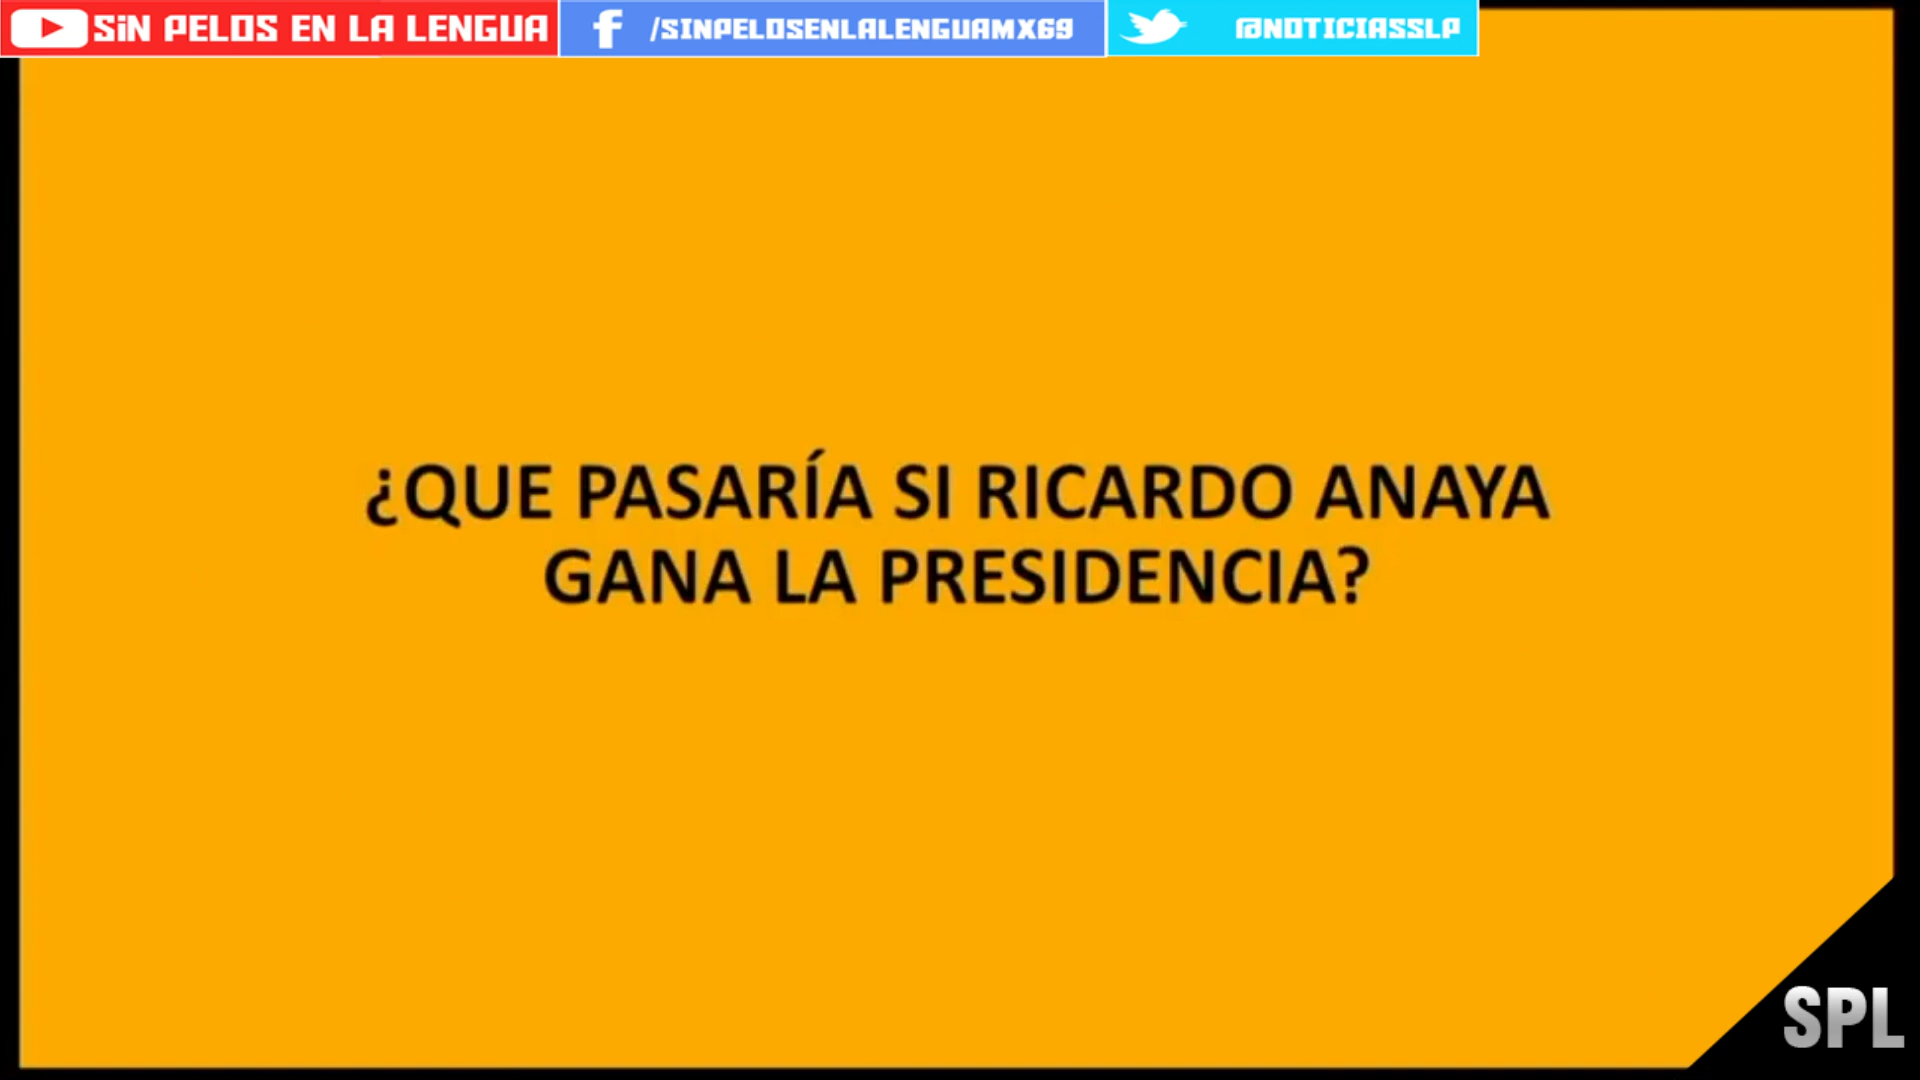 SiN PELOS EN LA LENGUA
/SINPELOSENLALENGUAMX69
@NOTICIASSLP
¿QUE PASARÍA SI RICARDO ANAYA
GANA LA PRESIDENCIA?
SPL